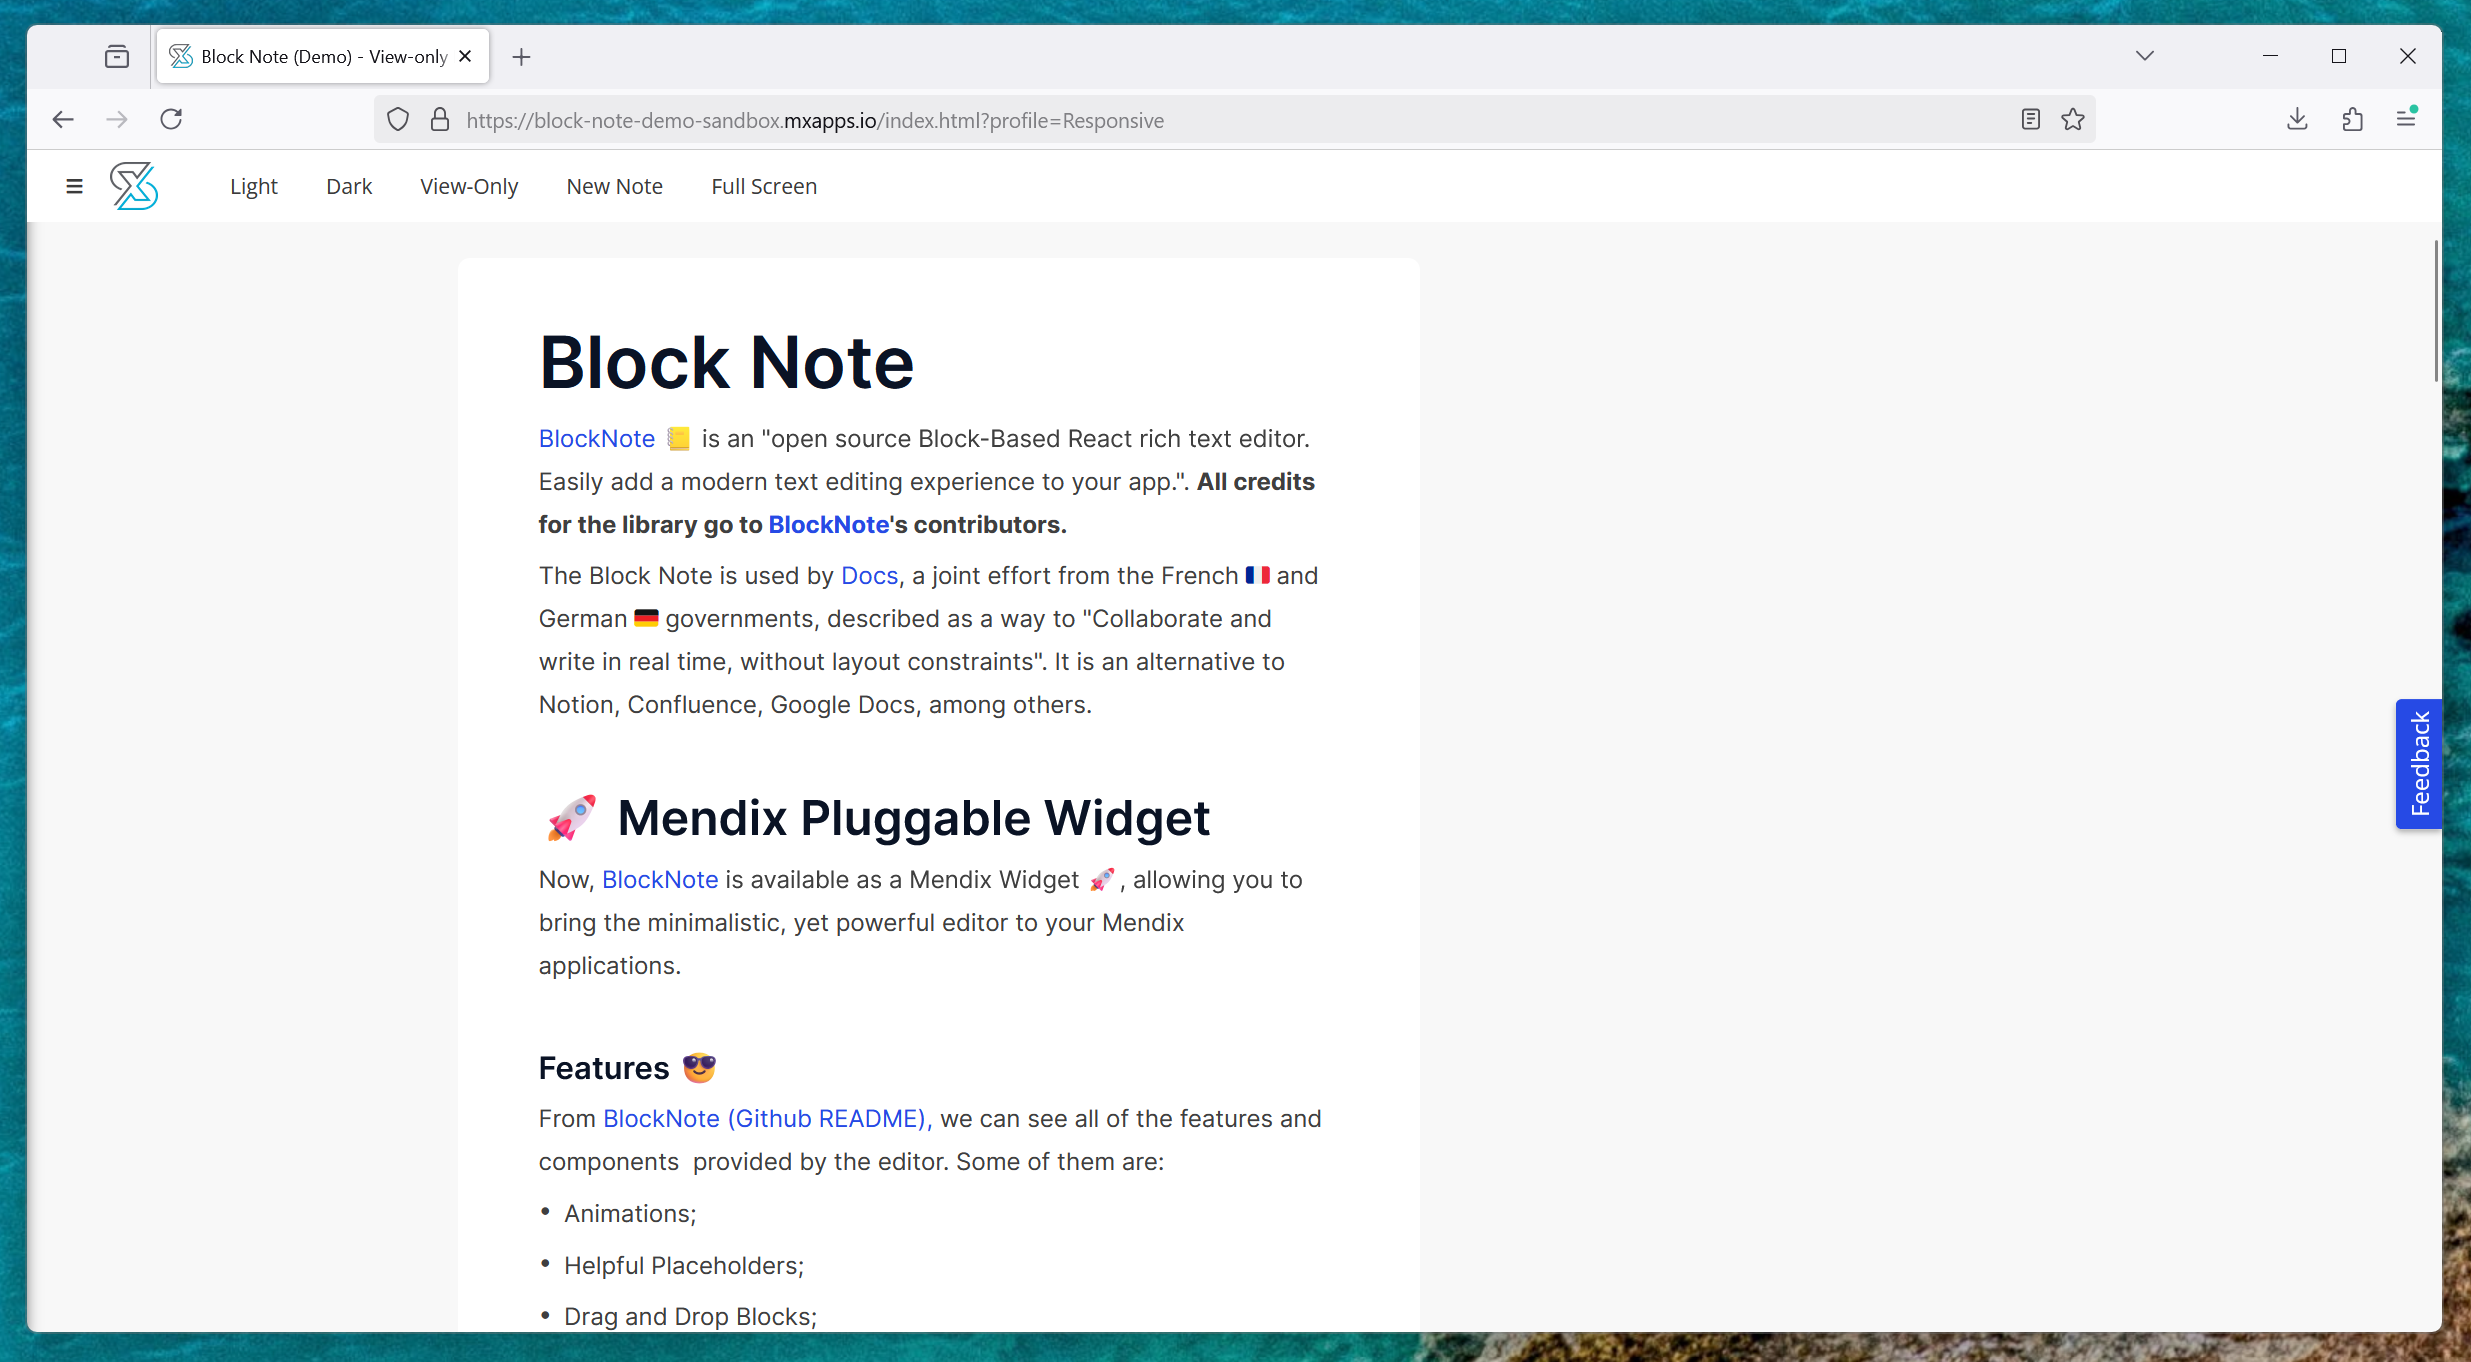 Block Note (Demo) - View-only
https://block-note-demo-sandbox.mxapps.io/index.html?profile=Responsive
Light Dark View-Only New Note Full Screen
Block Note
BlockNote 📒 is an "open source Block-Based React rich text editor.
Easily add a modern text editing experience to your app.". All credits
for the library go to BlockNote's contributors.
The Block Note is used by Docs, a joint effort from the French 🇫🇷 and
German 🇩🇪 governments, described as a way to "Collaborate and
write in real time, without layout constraints". It is an alternative to
Notion, Confluence, Google Docs, among others.
Feedback
🚀 Mendix Pluggable Widget
Now, BlockNote is available as a Mendix Widget 🚀, allowing you to
bring the minimalistic, yet powerful editor to your Mendix
applications.
Features 😎
From BlockNote (Github README), we can see all of the features and
components  provided by the editor. Some of them are:
• Animations;
• Helpful Placeholders;
• Drag and Drop Blocks;